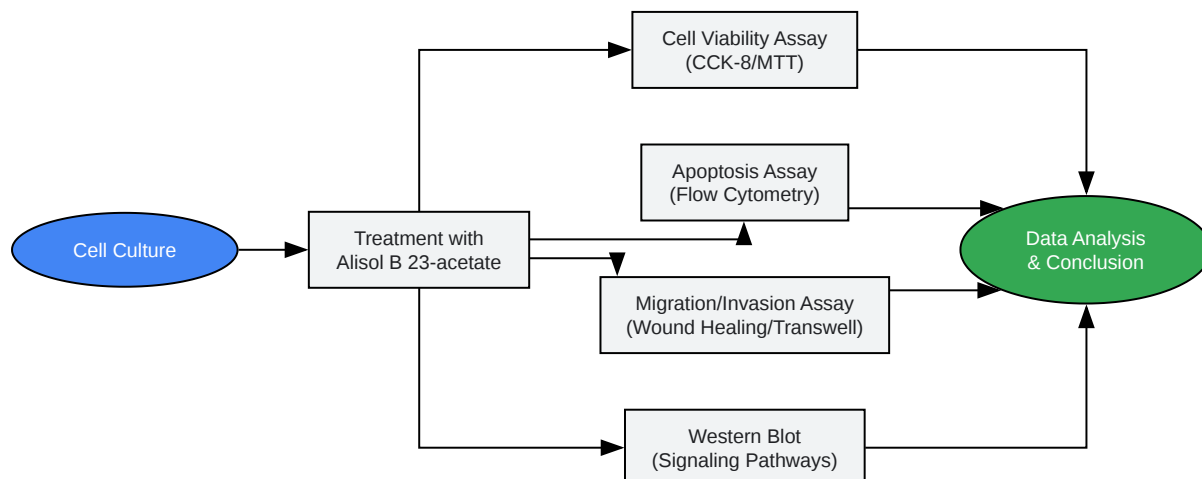 Cell Culture
Treatment with
Alisol B 23-acetate
Cell Viability Assay
(CCK-8/MTT)
Apoptosis Assay
(Flow Cytometry)
Migration/Invasion Assay
(Wound Healing/Transwell)
Western Blot
(Signaling Pathways)
Data Analysis
& Conclusion